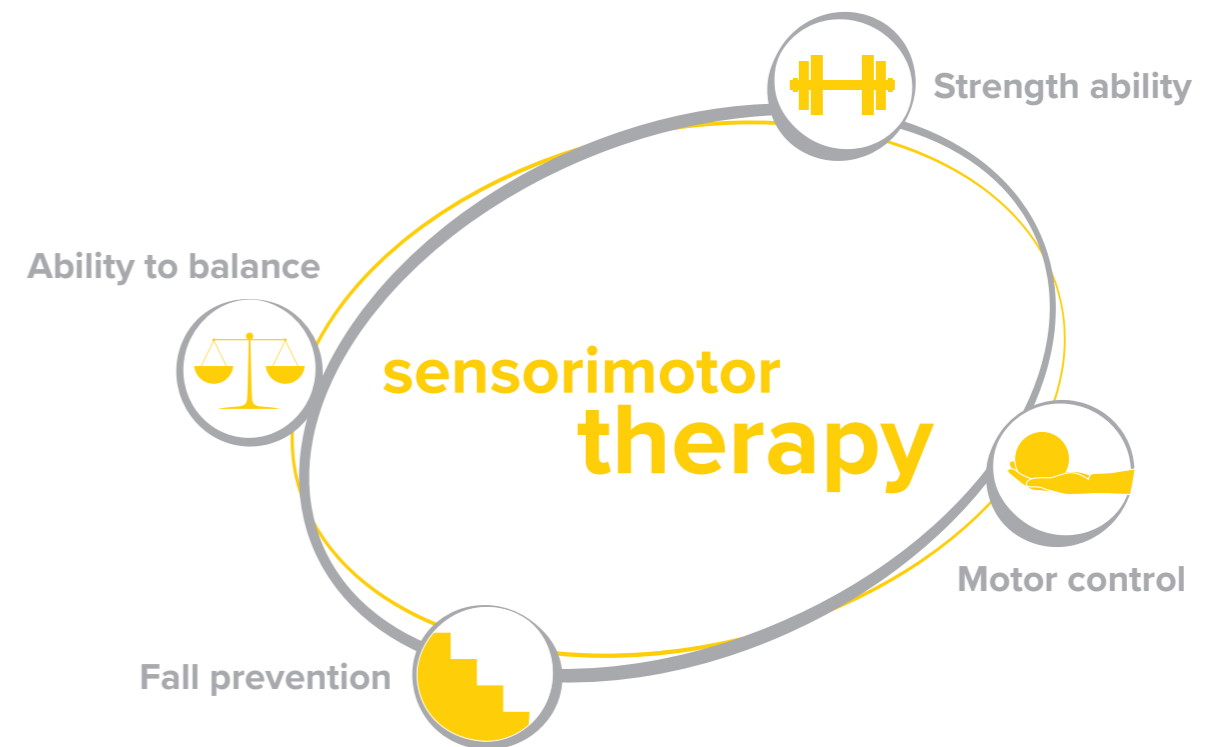 Strength ability
Ability to balance
sensorimotor
therapy
Motor control
Fall prevention